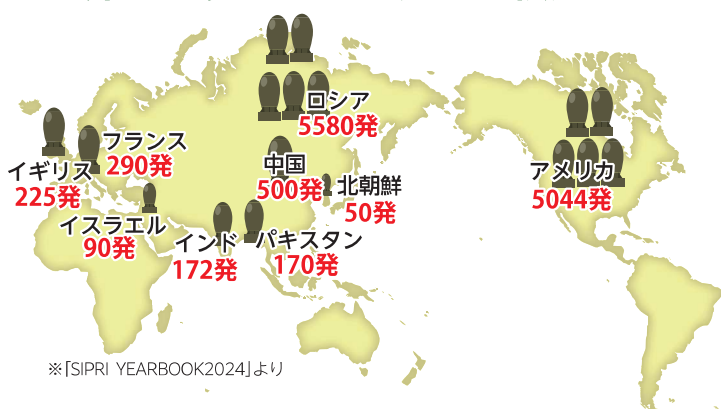 ロシア
5580発
フランス
290発
イギリス
225発
中国
500発
北朝鮮
50発
アメリカ
5044発
イスラエル
90発
インド
172発
パキスタン
170発
※「SIPRI YEARBOOK2024」より